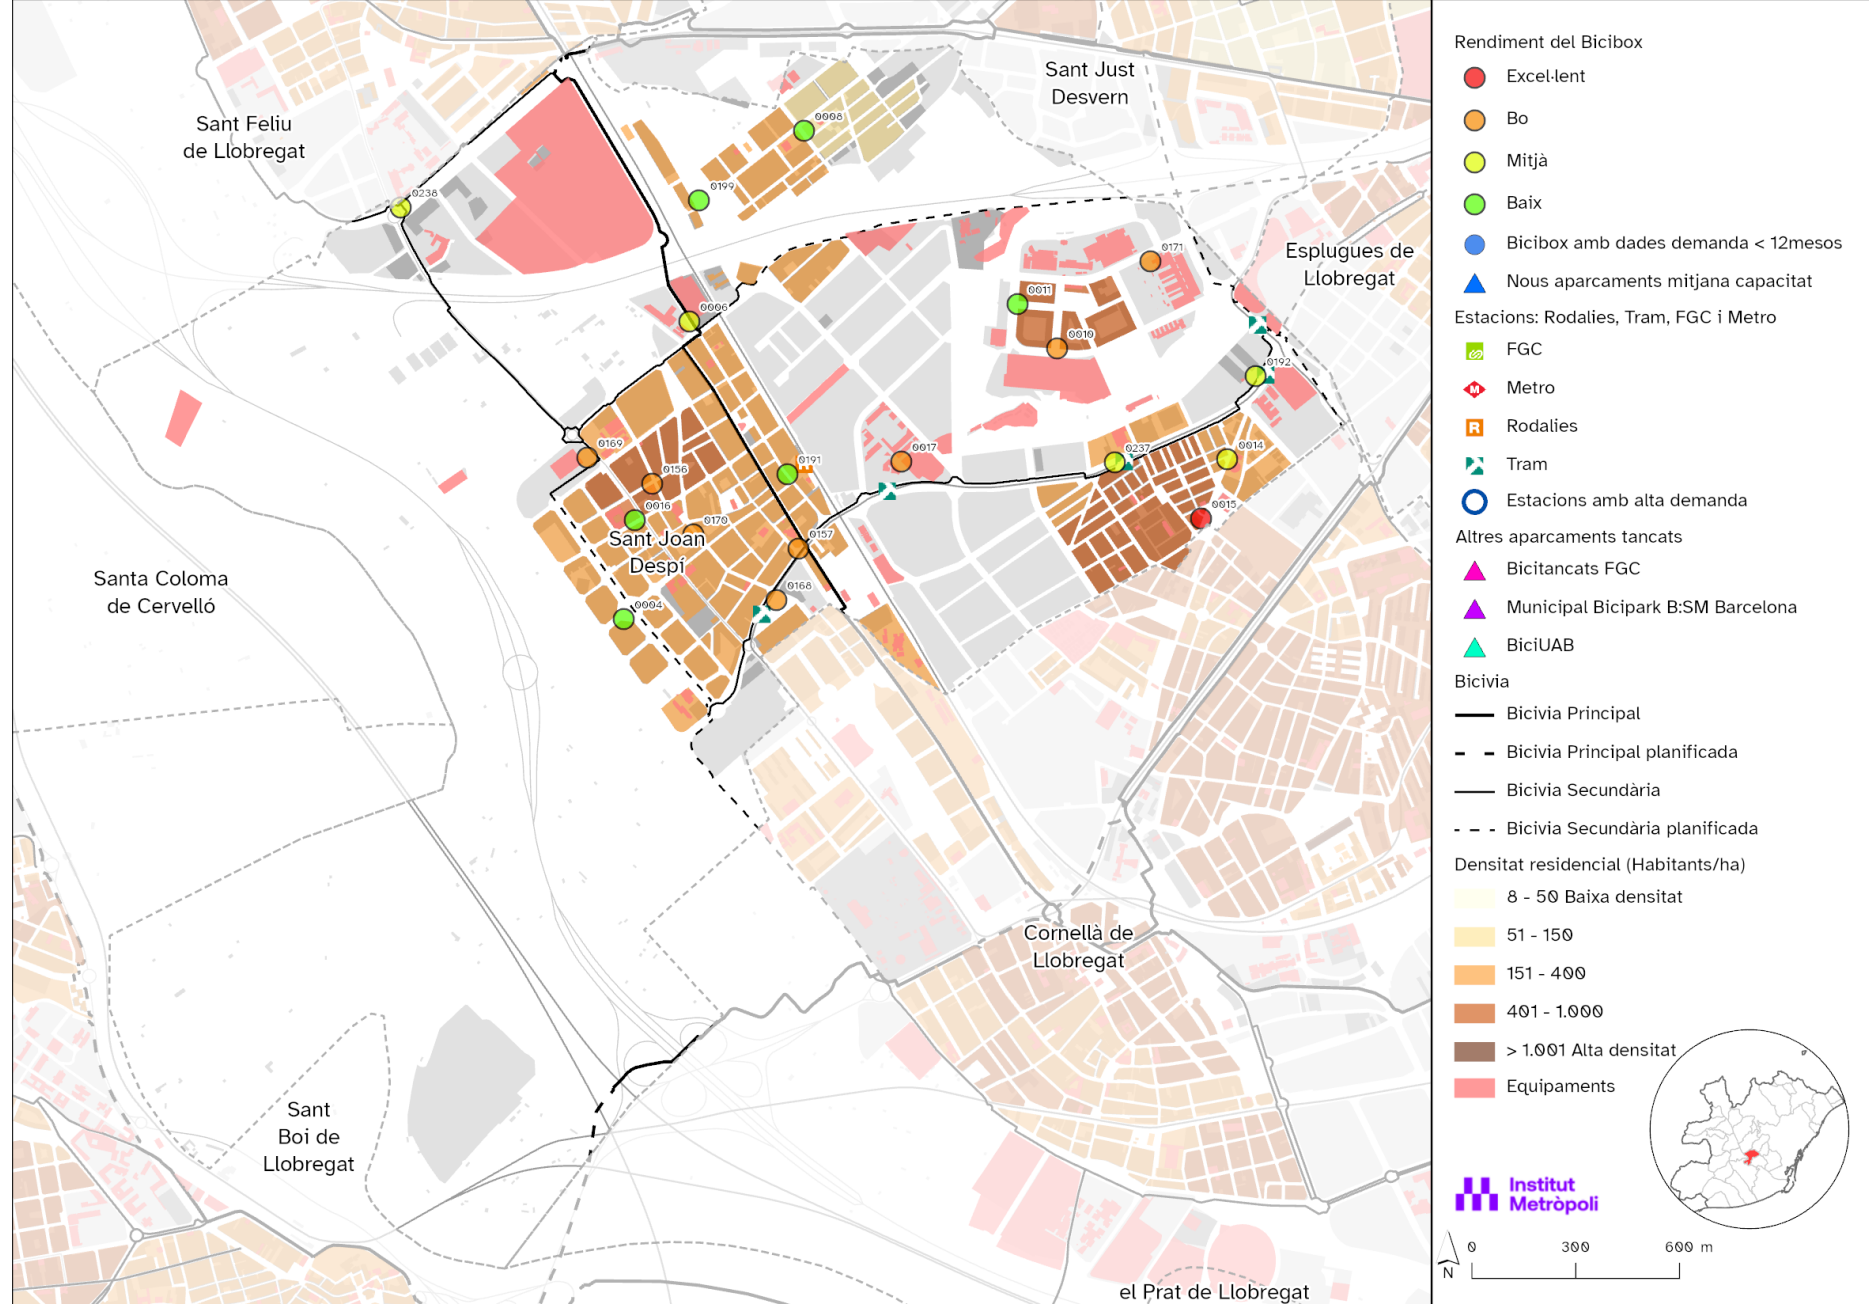 Sant Just
Desvern
Sant Feliu
de Llobregat
0008
0199
0238
Esplugues de
Llobregat
0171
0011
0006
0010
0192
0169
0156
0191
0017
0237
0014
0016
0170
0015
Sant Joan
Despí
0157
0168
0004
Santa Coloma
de Cervelló
Cornellà de
Llobregat
Sant
Boi de
Llobregat
el Prat de Llobregat
Rendiment del Bicibox
Excel·lent
Bo
Mitjà
Baix
Bicibox amb dades demanda < 12mesos
Nous aparcaments mitjana capacitat
Estacions: Rodalies, Tram, FGC i Metro
FGC
M Metro
R Rodalies
Tram
Estacions amb alta demanda
Altres aparcaments tancats
Bicitancats FGC
Municipal Bicipark B:SM Barcelona
BiciUAB
Bicivia
Bicivia Principal
Bicivia Principal planificada
Bicivia Secundària
Bicivia Secundària planificada
Densitat residencial (Habitants/ha)
8 - 50 Baixa densitat
51 - 150
151 - 400
401 - 1.000
> 1.001 Alta densitat
Equipaments
Institut
Metròpoli
N
0 300 600 m